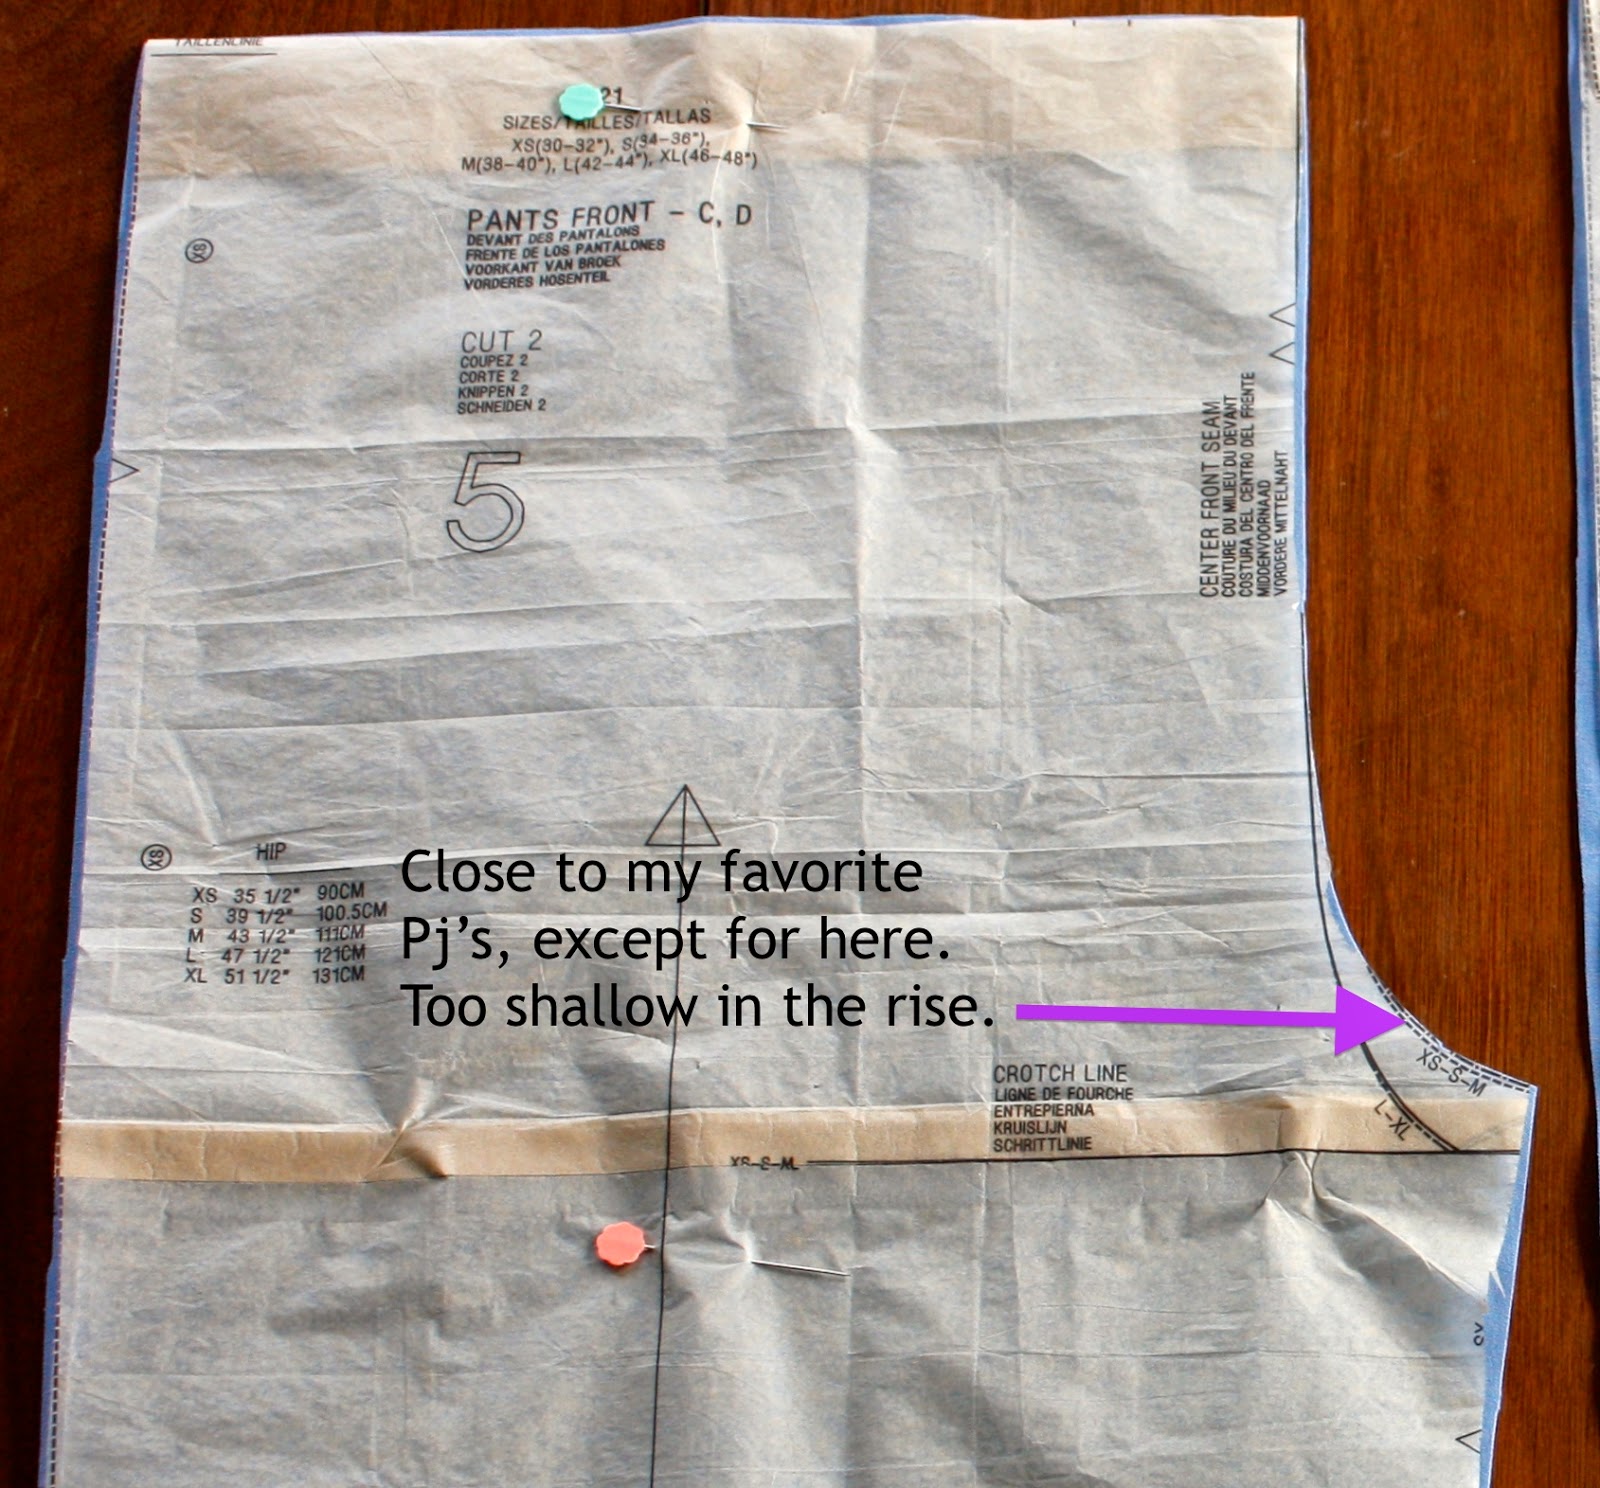 TAILLENLINIE
21
SIZES/TAILLES/TALLAS
XS(30-32"), S(34-36"),
M(38-40"), L(42-44"), XL(46-48")
PANTS FRONT - C, D
DEVANT DES PANTALONS
FRENTE DE LOS PANTALONES
VOORKANT VAN BROEK
VORDERES HOSENTEIL
XS
CUT 2
COUPEZ 2
CORTE 2
KNIPPEN 2
SCHNEIDEN 2
5
CENTER FRONT SEAM
COUTURE DU MILIEU DU DEVANT
COSTURA DEL CENTRO DEL FRENTE
MIDDENVOORNAAD
VORDERE MITTELNAHT
XS
HIP
XS 35 1/2" 90CM
S 39 1/2" 100.5CM
M 43 1/2" 111CM
L 47 1/2" 121CM
XL 51 1/2" 131CM
Close to my favorite
Pj's, except for here.
Too shallow in the rise.
XS-S-M
L-XL
CROTCH LINE
LIGNE DE FOURCHE
ENTREPIERNA
KRUISLIJN
SCHRITTLINIE
XS-S-M